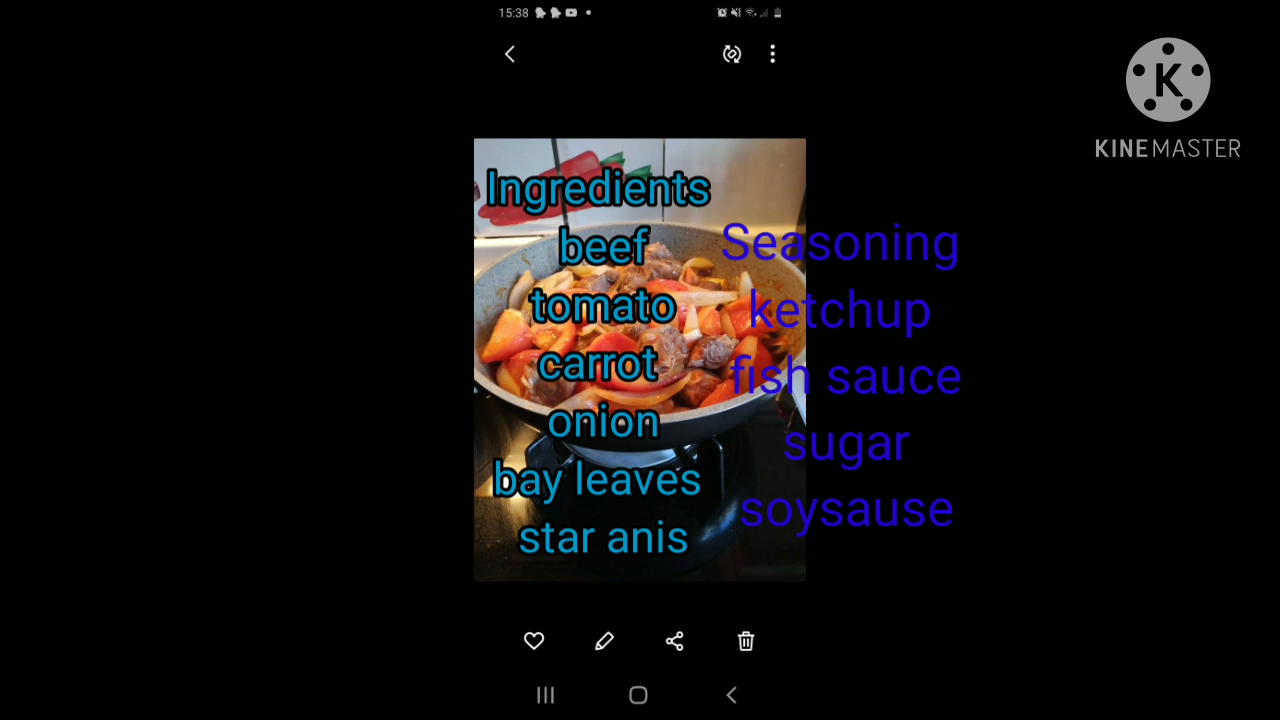 15:38
KINEMASTER
Ingredients
beef
tomato
carrot
onion
bay leaves
star anis
Seasoning
ketchup
fish sauce
sugar
soysause